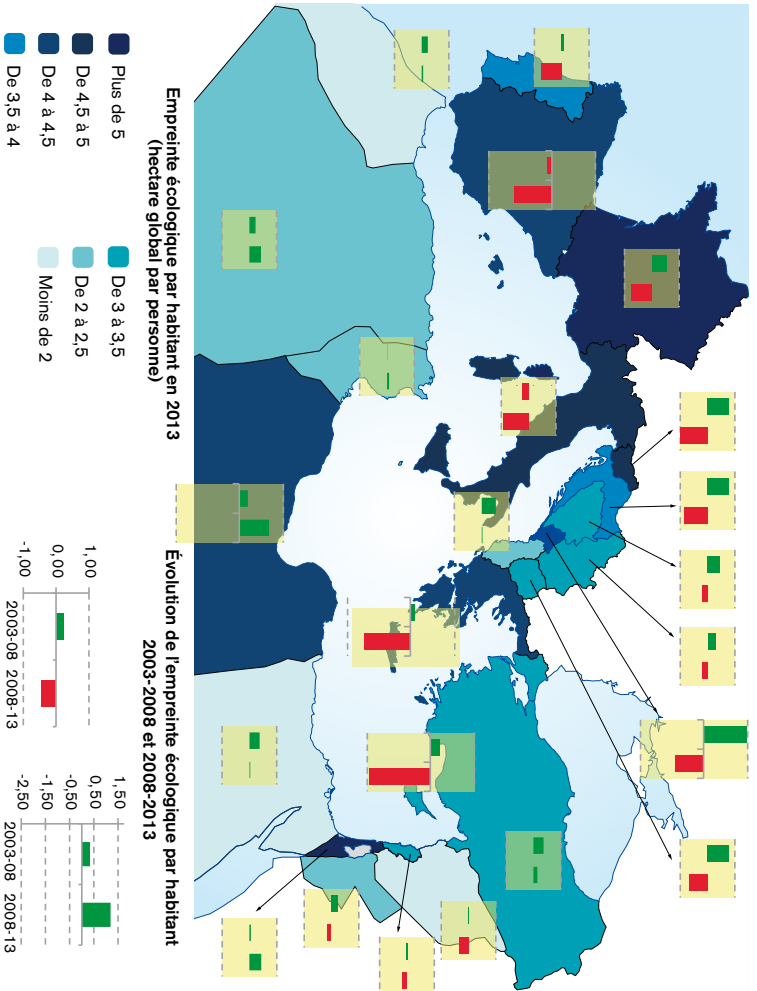 Empreinte écologique par habitant en 2013
(hectare global par personne)
Plus de 5
De 4,5 à 5
De 4 à 4,5
De 3,5 à 4
De 3 à 3,5
De 2 à 2,5
Moins de 2
Évolution de l'empreinte écologique par habitant
2003-2008 et 2008-2013
1,00
0,00
-1,00
2003-08 2008-13
1,50
0,50
-0,50
-1,50
-2,50
2003-08 2008-13